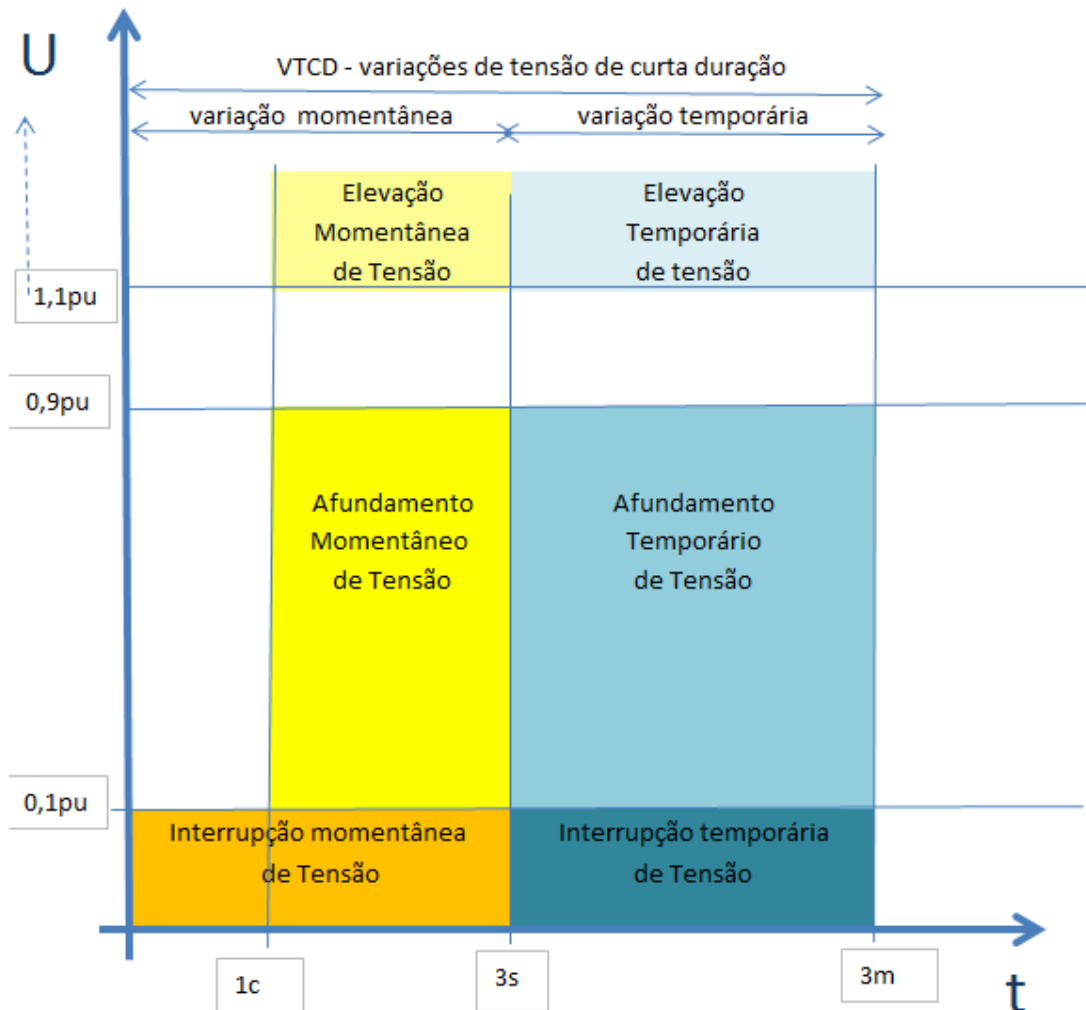 U
VTCD - variações de tensão de curta duração
variação momentânea
variação temporária
Elevação
Momentânea
de Tensão
Elevação
Temporária
de tensão
1,1pu
0,9pu
Afundamento
Momentâneo
de Tensão
Afundamento
Temporário
de Tensão
0,1pu
Interrupção momentânea
de Tensão
Interrupção temporária
de Tensão
1c
3s
3m
t